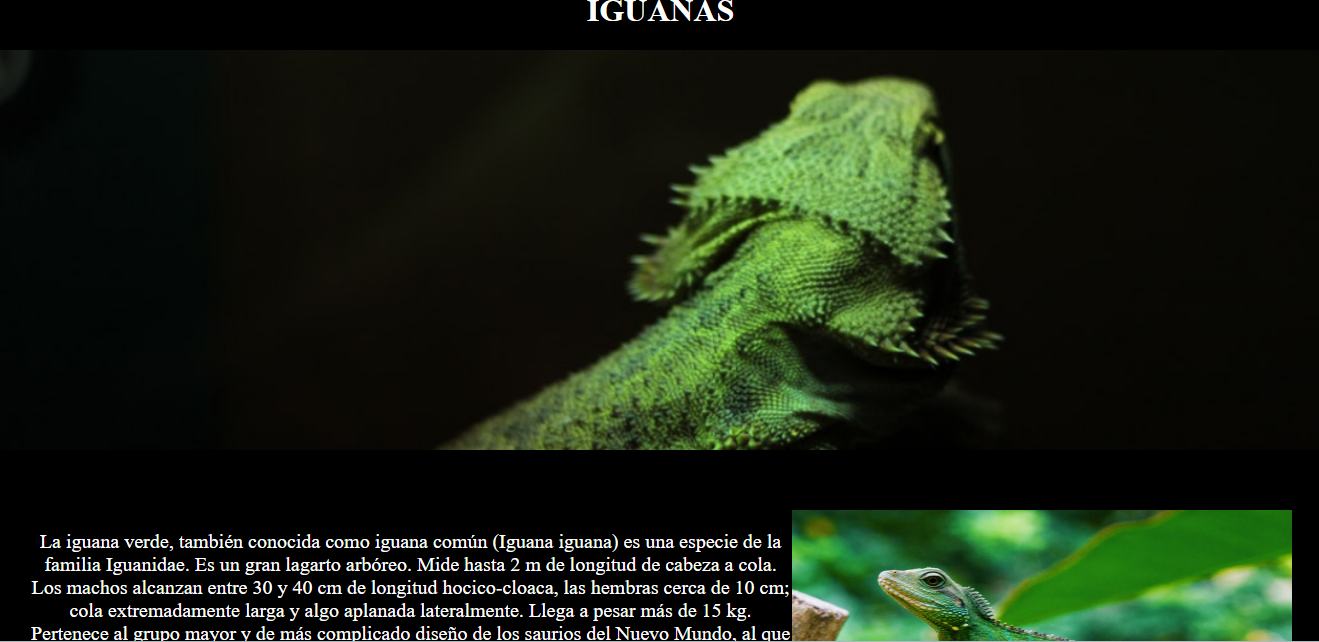 IGUANAS
La iguana verde, también conocida como iguana común (Iguana iguana) es una especie de la
familia Iguanidae. Es un gran lagarto arbóreo. Mide hasta 2 m de longitud de cabeza a cola.
Los machos alcanzan entre 30 y 40 cm de longitud hocico-cloaca, las hembras cerca de 10 cm;
cola extremadamente larga y algo aplanada lateralmente. Llega a pesar más de 15 kg.
Pertenece al grupo mayor y de más complicado diseño de los saurios del Nuevo Mundo, al que